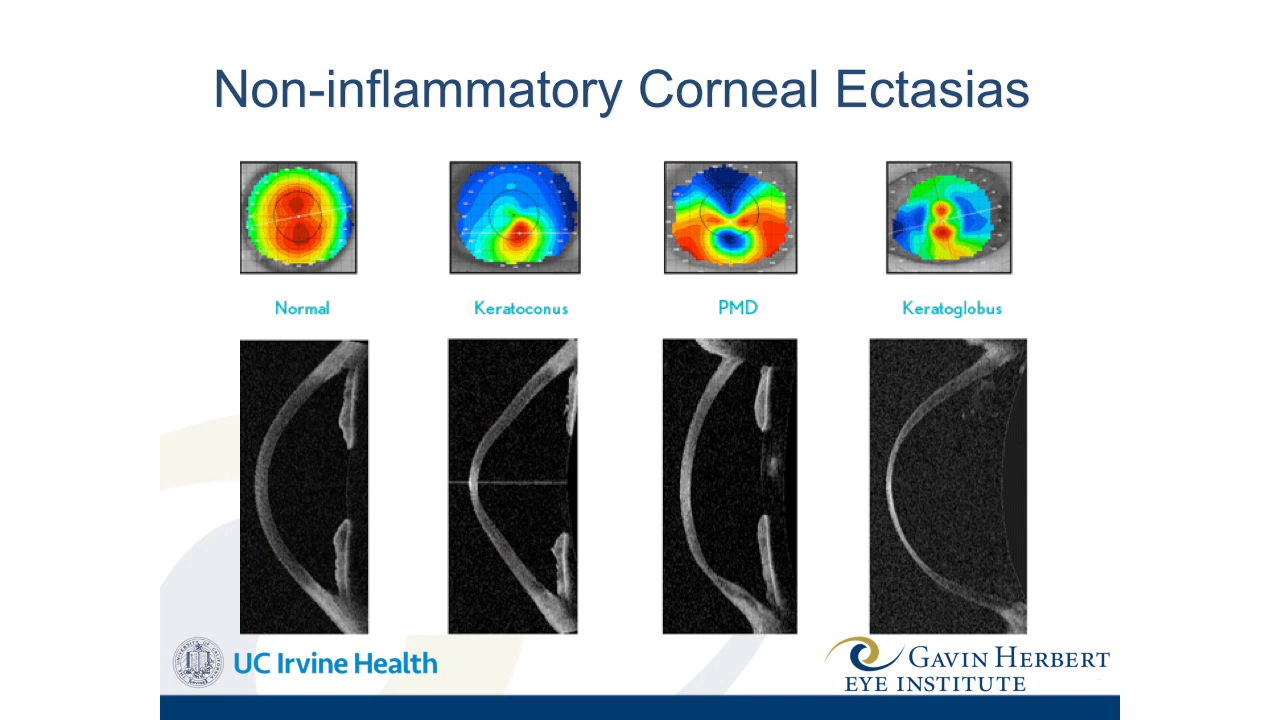 Non-inflammatory Corneal Ectasias
Normal
Keratoconus
PMD
Keratoglobus
UC Irvine Health
GAVIN HERBERT
EYE INSTITUTE